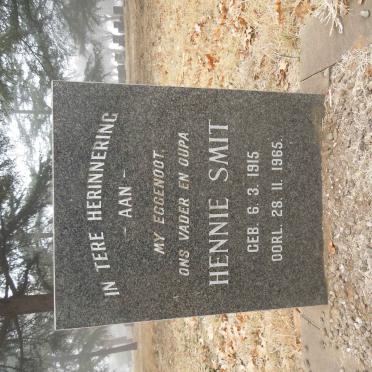 IN TERE HERINNERING
– AAN –
MY EGGENOOT,
ONS VADER EN OUPA
HENNIE SMIT
GEB. 6. 3. 1915
OORL. 28. 11. 1965.